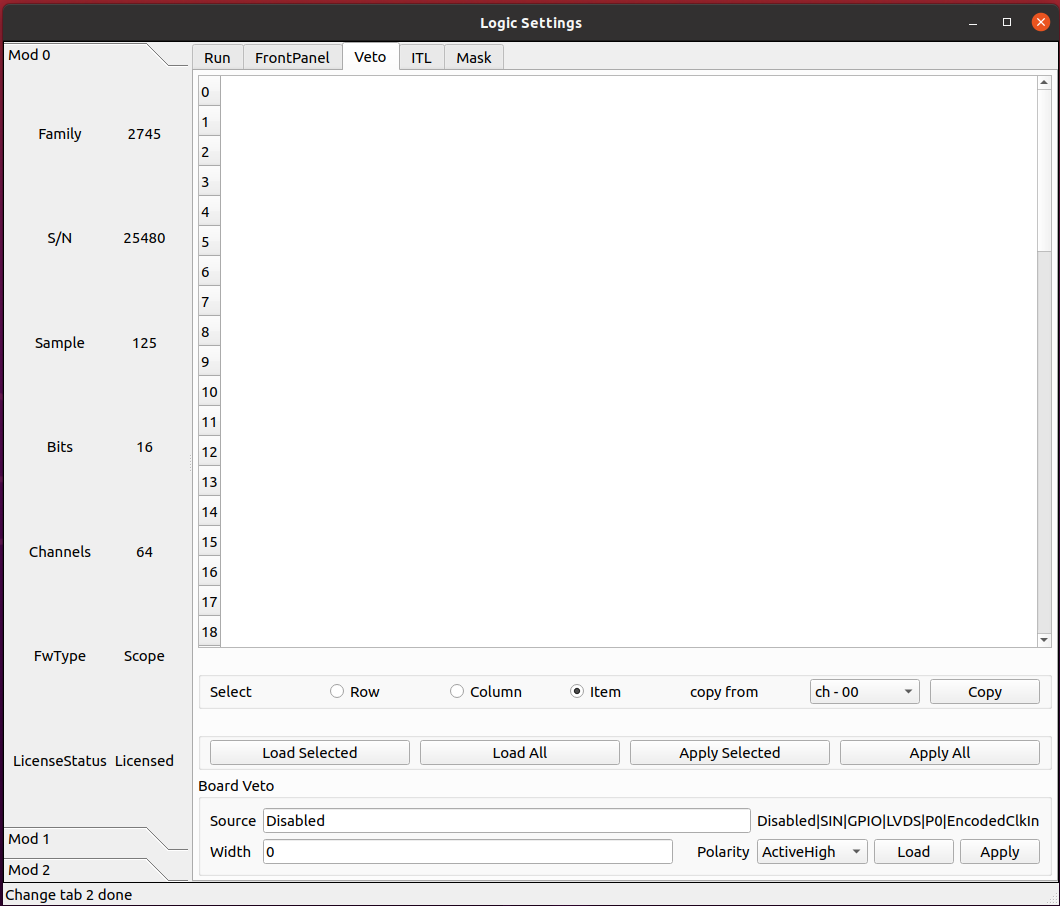 Logic Settings
Mod 0
Run FrontPanel Veto ITL Mask
Family 2745
S/N 25480
Sample 125
Bits 16
Channels 64
FwType Scope
LicenseStatus Licensed
Mod 1
Mod 2
0
1
2
3
4
5
6
7
8
9
10
11
12
13
14
15
16
17
18
Select Row Column Item copy from ch - 00 Copy
Load Selected Load All Apply Selected Apply All
Board Veto
Source Disabled Disabled|SIN|GPIO|LVDS|P0|EncodedClkIn
Width 0 Polarity ActiveHigh Load Apply
Change tab 2 done